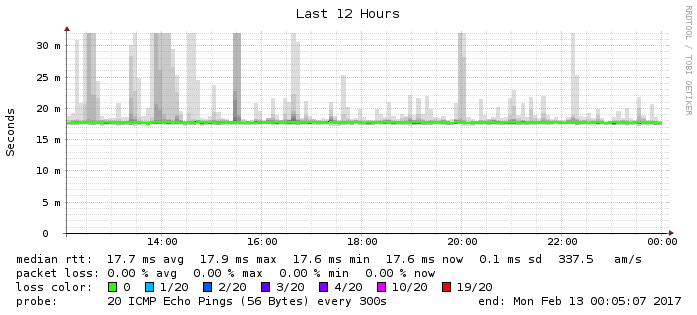 Last 12 Hours
RRDTOOL / TOBI OETIKER
Seconds
30 m
25 m
20 m
15 m
10 m
5 m
0
14:00 16:00 18:00 20:00 22:00 00:00
median rtt: 17.7 ms avg 17.9 ms max 17.6 ms min 17.6 ms now 0.1 ms sd 337.5 am/s
packet loss: 0.00 % avg 0.00 % max 0.00 % min 0.00 % now
loss color: 0 1/20 2/20 3/20 4/20 10/20 19/20
probe: 20 ICMP Echo Pings (56 Bytes) every 300s end: Mon Feb 13 00:05:07 2017